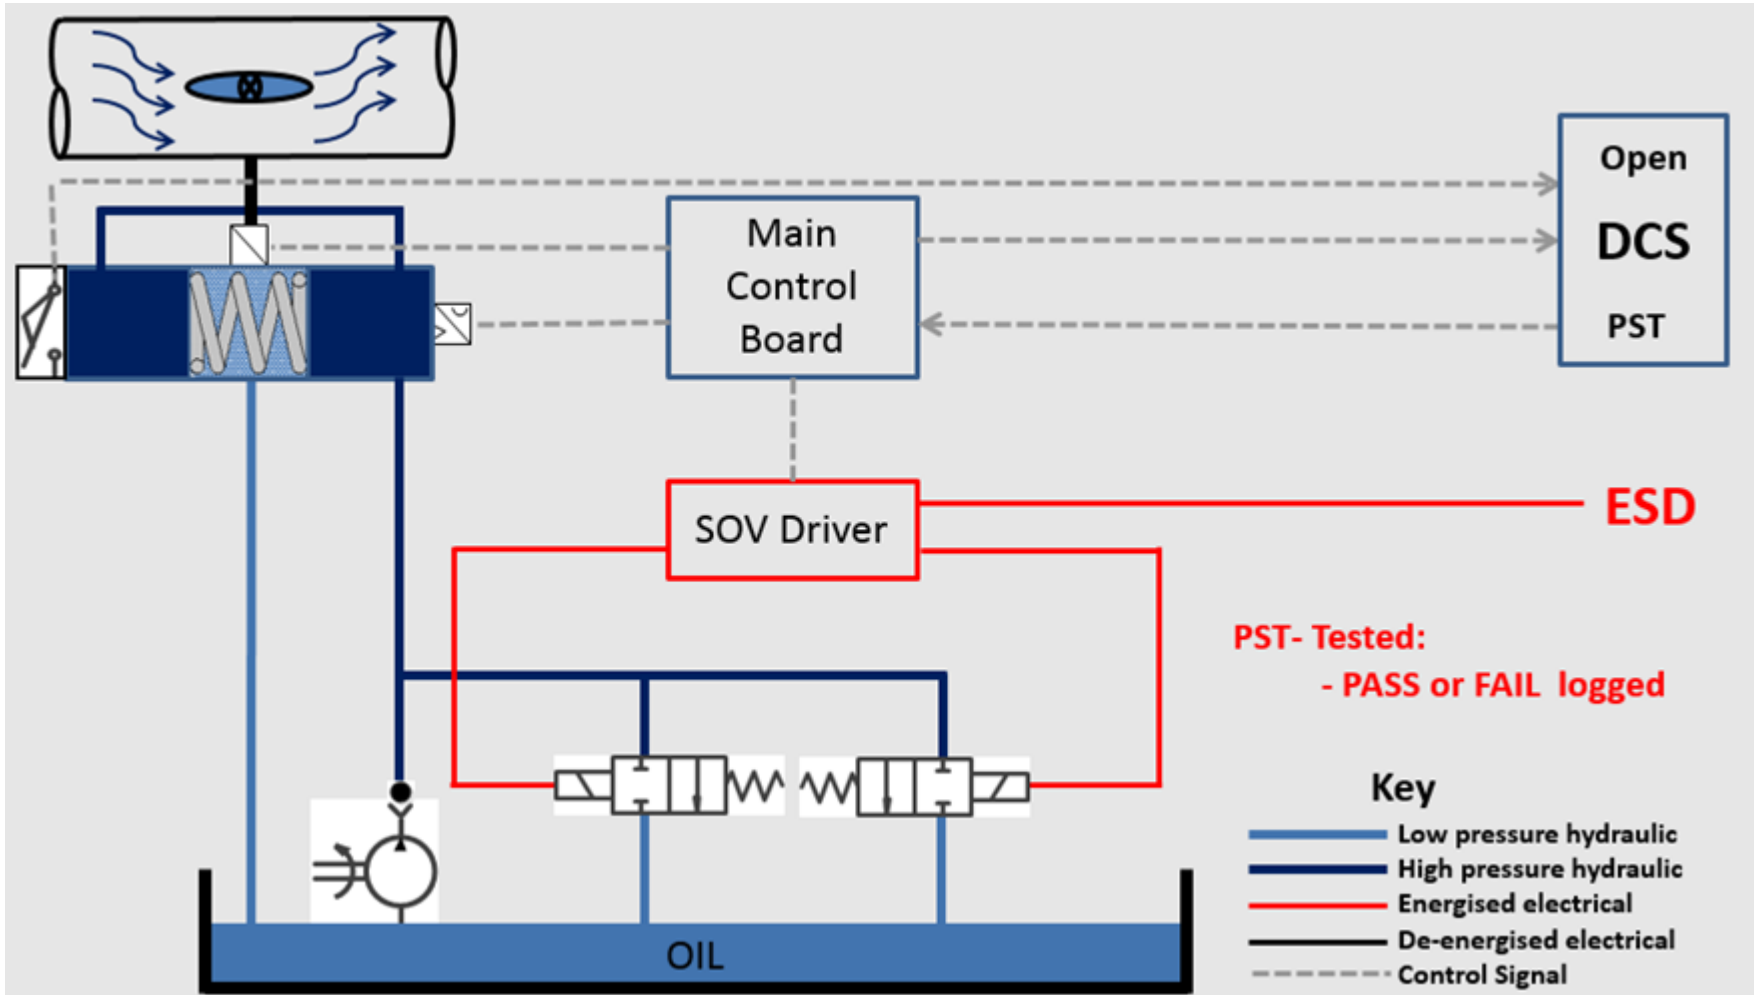 Open
DCS
PST
Main
Control
Board
SOV Driver
ESD
PST- Tested:
- PASS or FAIL logged
Key
Low pressure hydraulic
High pressure hydraulic
Energised electrical
De-energised electrical
Control Signal
OIL